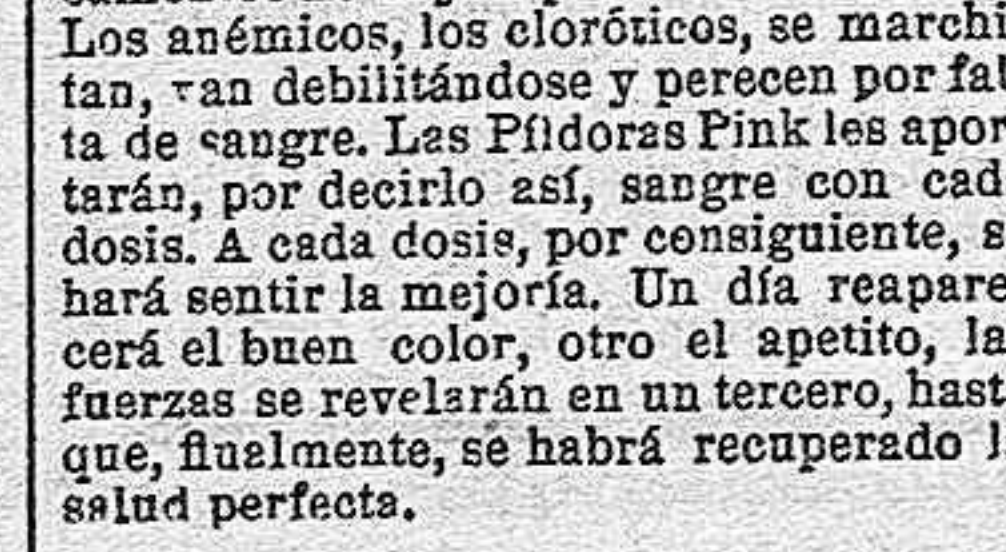 Los anémicos, los cloróticos, se marchi
tan, van debilitándose y perecen por fal
ta de sangre. Las Píldoras Pink les apor
tarán, por decirlo así, sangre con cad
dosis. A cada dosis, por consiguiente, s
hará sentir la mejoría. Un día reapare
cerá el buen color, otro el apetito, la
fuerzas se revelarán en un tercero, hast
que, finalmente, se habrá recuperado l
salud perfecta.